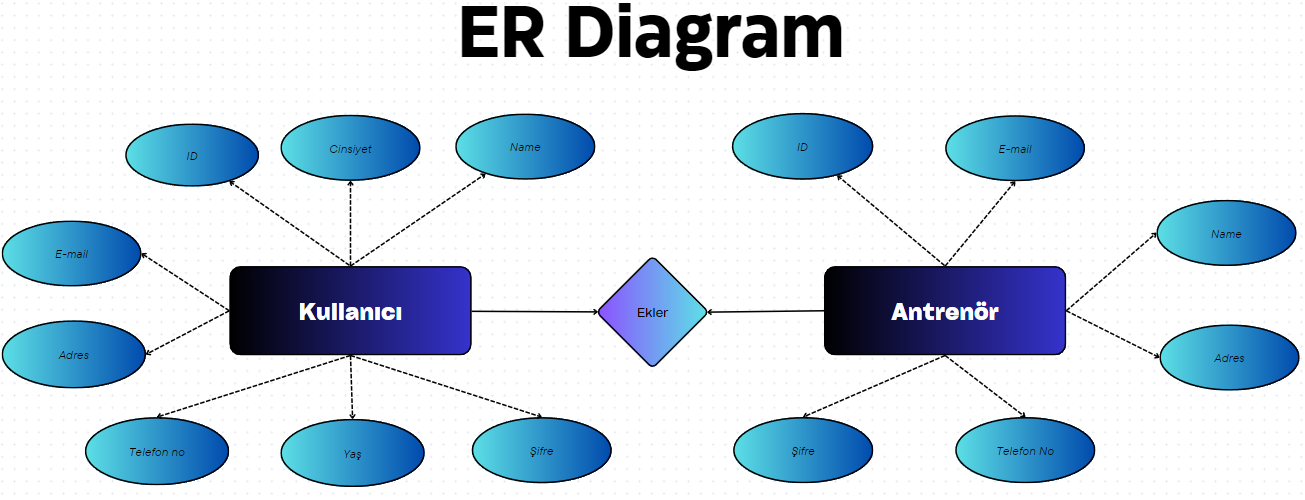 ER Diagram
ID
Cinsiyet
Name
ID
E-mail
E-mail
Name
Kullanıcı
Ekler
Antrenör
Adres
Adres
Telefon no
Yaş
Şifre
Şifre
Telefon No